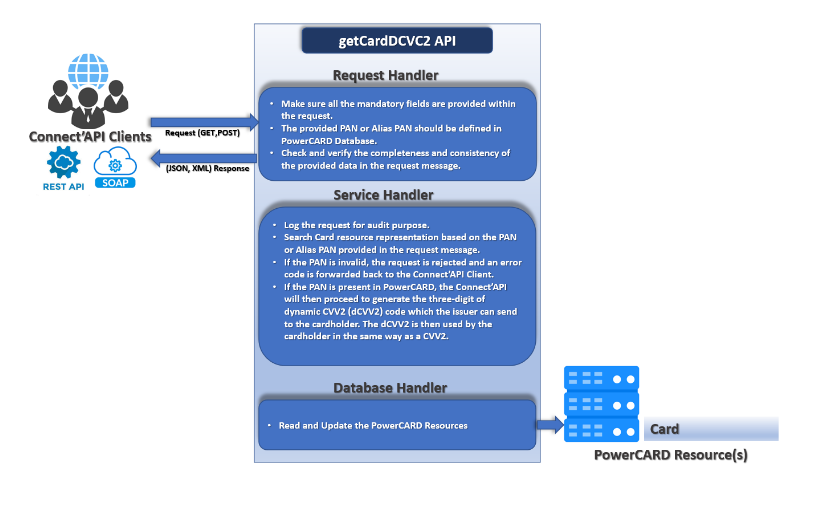 getCardDCVC2 API
Request Handler
• Make sure all the mandatory fields are provided within
the request.
• The provided PAN or Alias PAN should be defined in
PowerCARD Database.
• Check and verify the completeness and consistency of
the provided data in the request message.
Connect'API Clients
REST API
SOAP
Request (GET,POST)
(JSON, XML) Response
Service Handler
• Log the request for audit purpose.
• Search Card resource representation based on the PAN
or Alias PAN provided in the request message.
• If the PAN is invalid, the request is rejected and an error
code is forwarded back to the Connect'API Client.
• If the PAN is present in PowerCARD, the Connect'API
will then proceed to generate the three-digit of
dynamic CVV2 (dCVV2) code which the issuer can send
to the cardholder. The dCVV2 is then used by the
cardholder in the same way as a CVV2.
Database Handler
• Read and Update the PowerCARD Resources
Card
PowerCARD Resource(s)